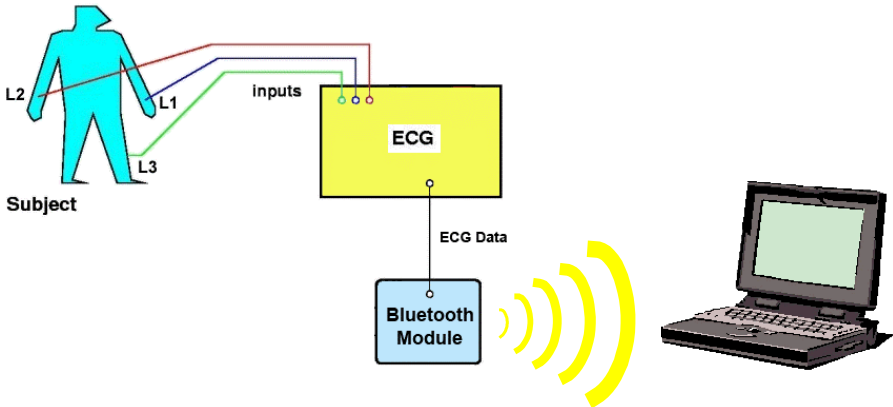 L2
L1
inputs
L3
ECG
Subject
ECG Data
Bluetooth
Module